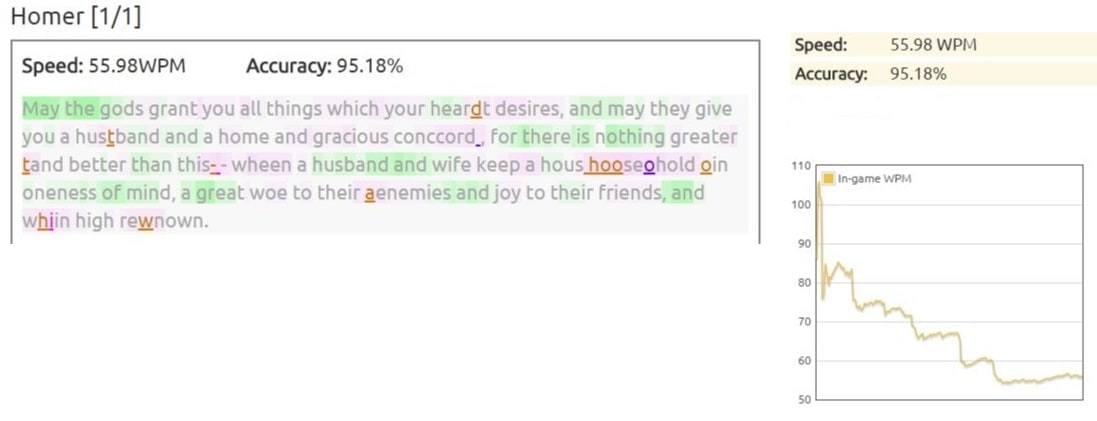 Homer [1/1]
Speed: 55.98WPM Accuracy: 95.18%
May the gods grant you all things which your heardt desires, and may they give
you a hustband and a home and gracious conccord_, for there is nothing greater
tand better than this-- wheen a husband and wife keep a hous hooseohold oin
oneness of mind, a great woe to their aenemies and joy to their friends, and
whiin high rewnown.
Speed: 55.98 WPM
Accuracy: 95.18%
In-game WPM
110
100
90
80
70
60
50